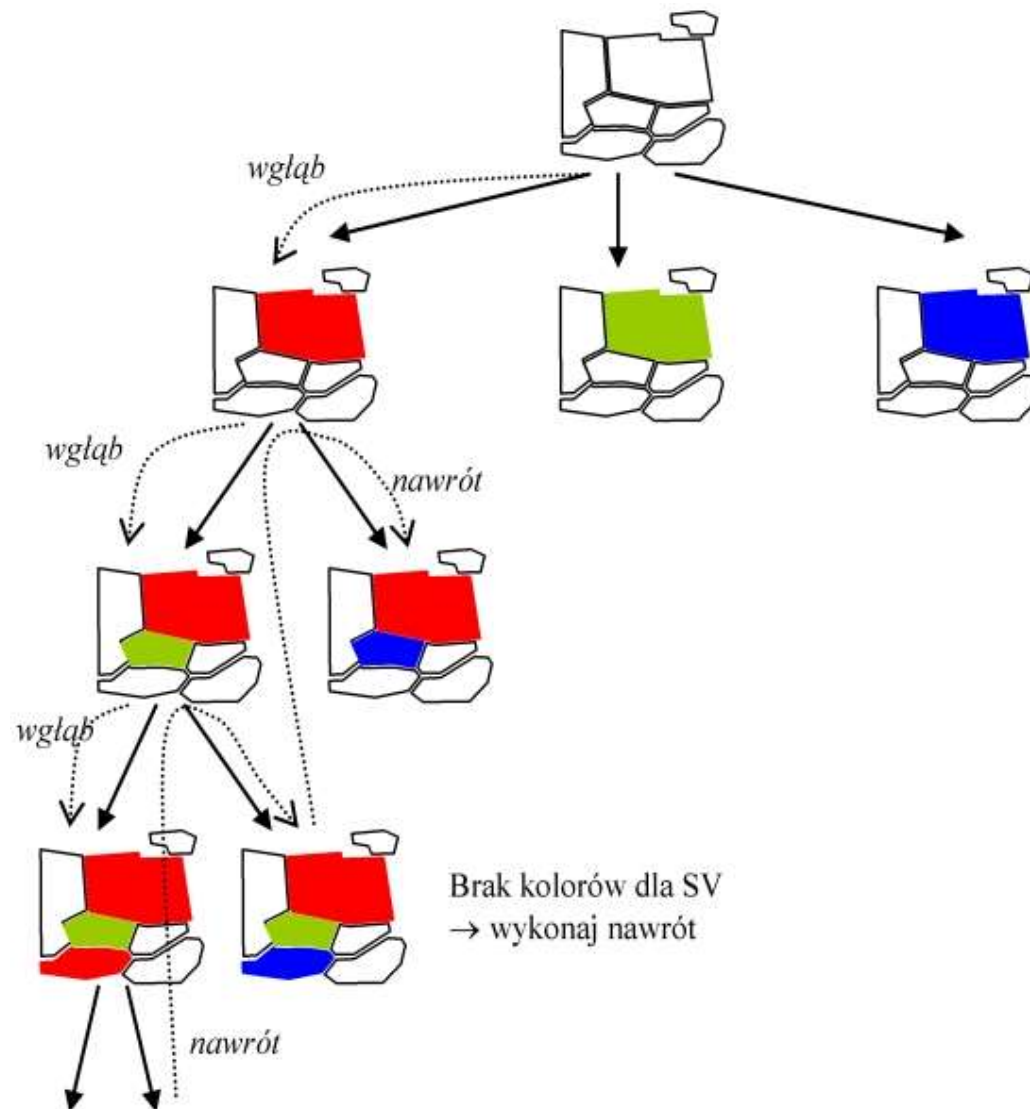 wgłąb
wgłąb
nawrót
wgłąb
Brak kolorów dla SV
→ wykonaj nawrót
nawrót